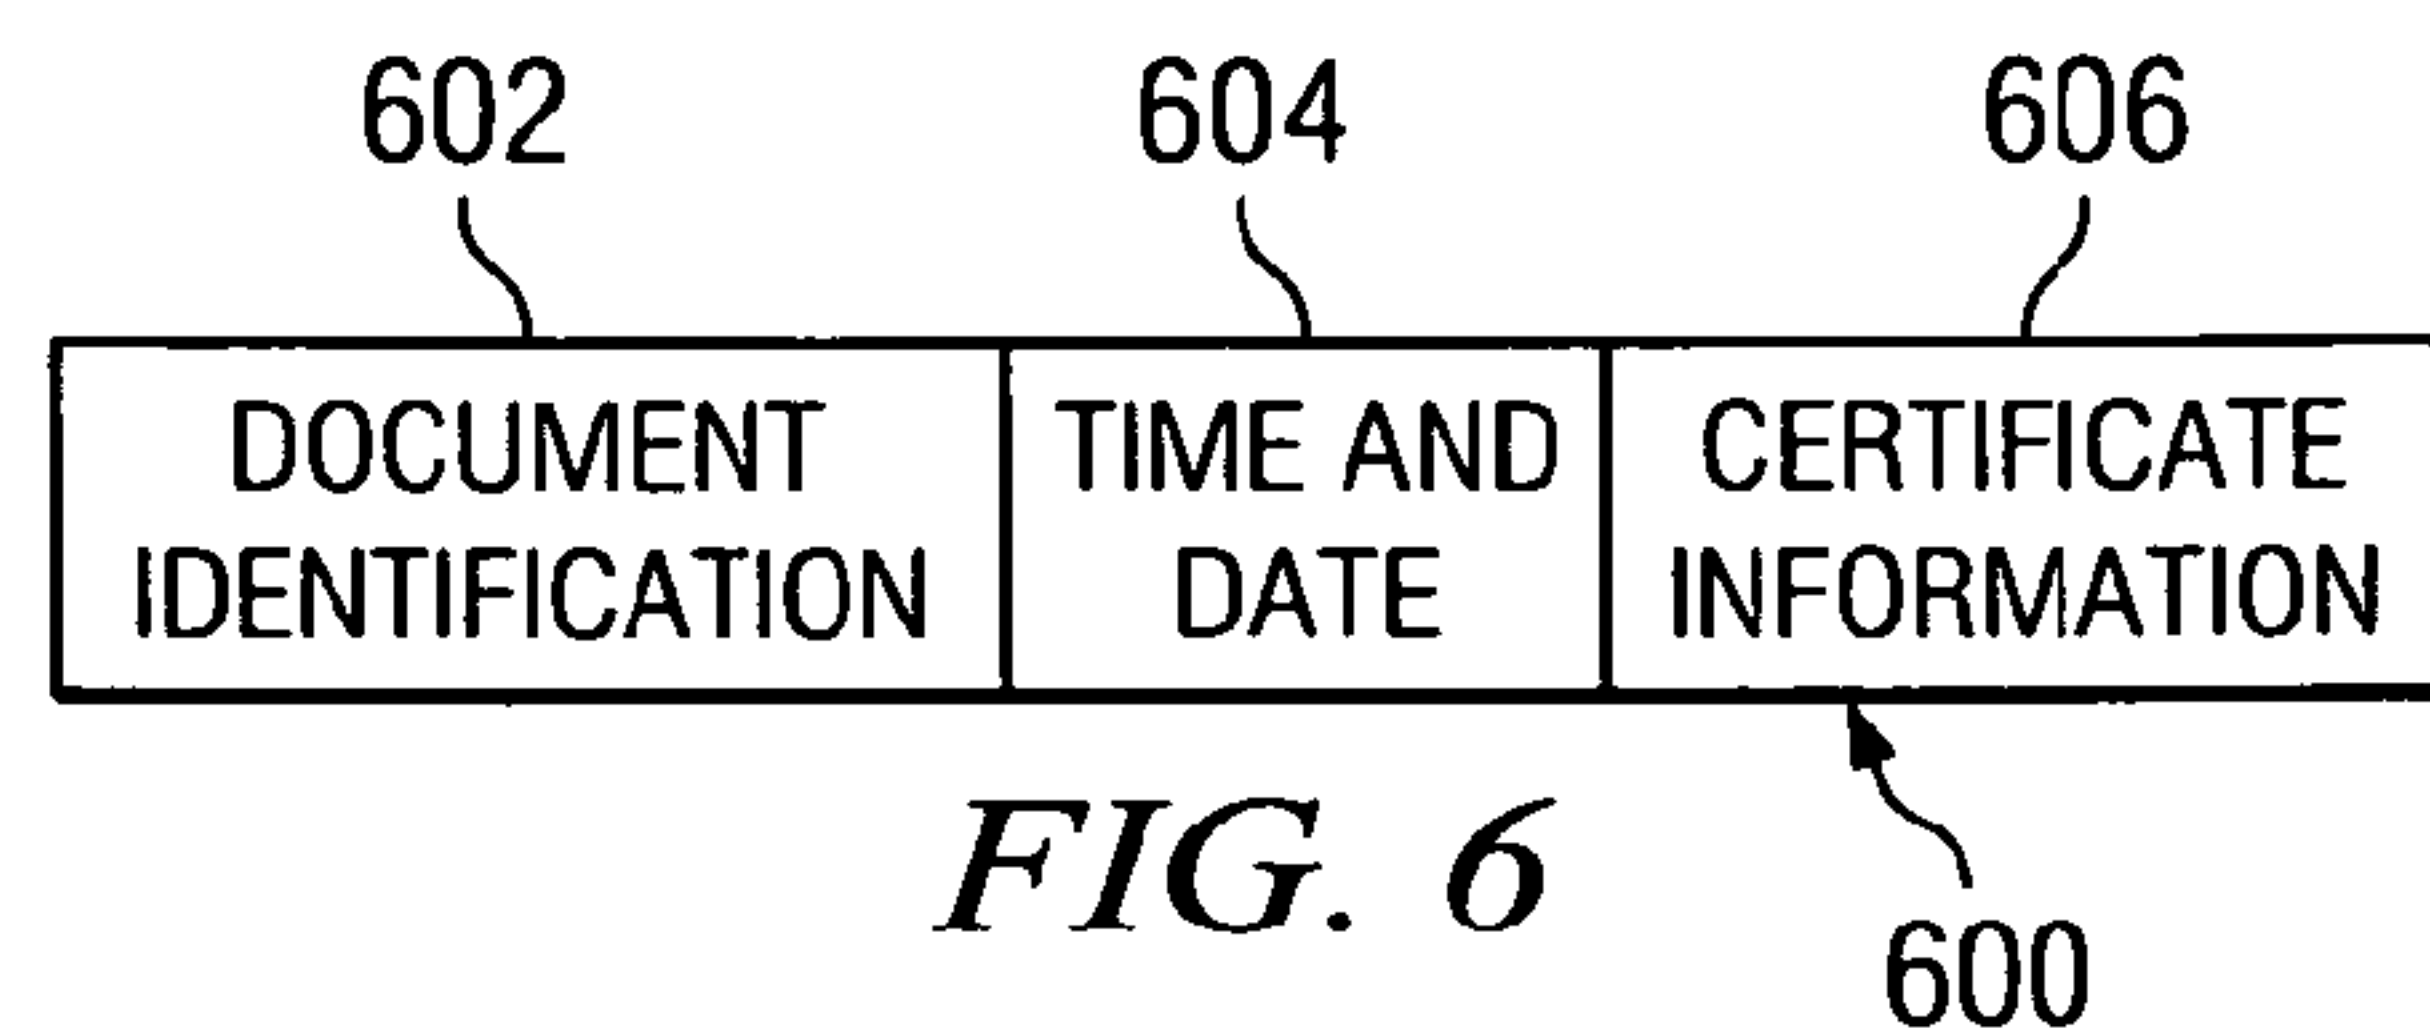 602 604 606
DOCUMENT TIME AND CERTIFICATE
IDENTIFICATION DATE INFORMATION
FIG. 6
600